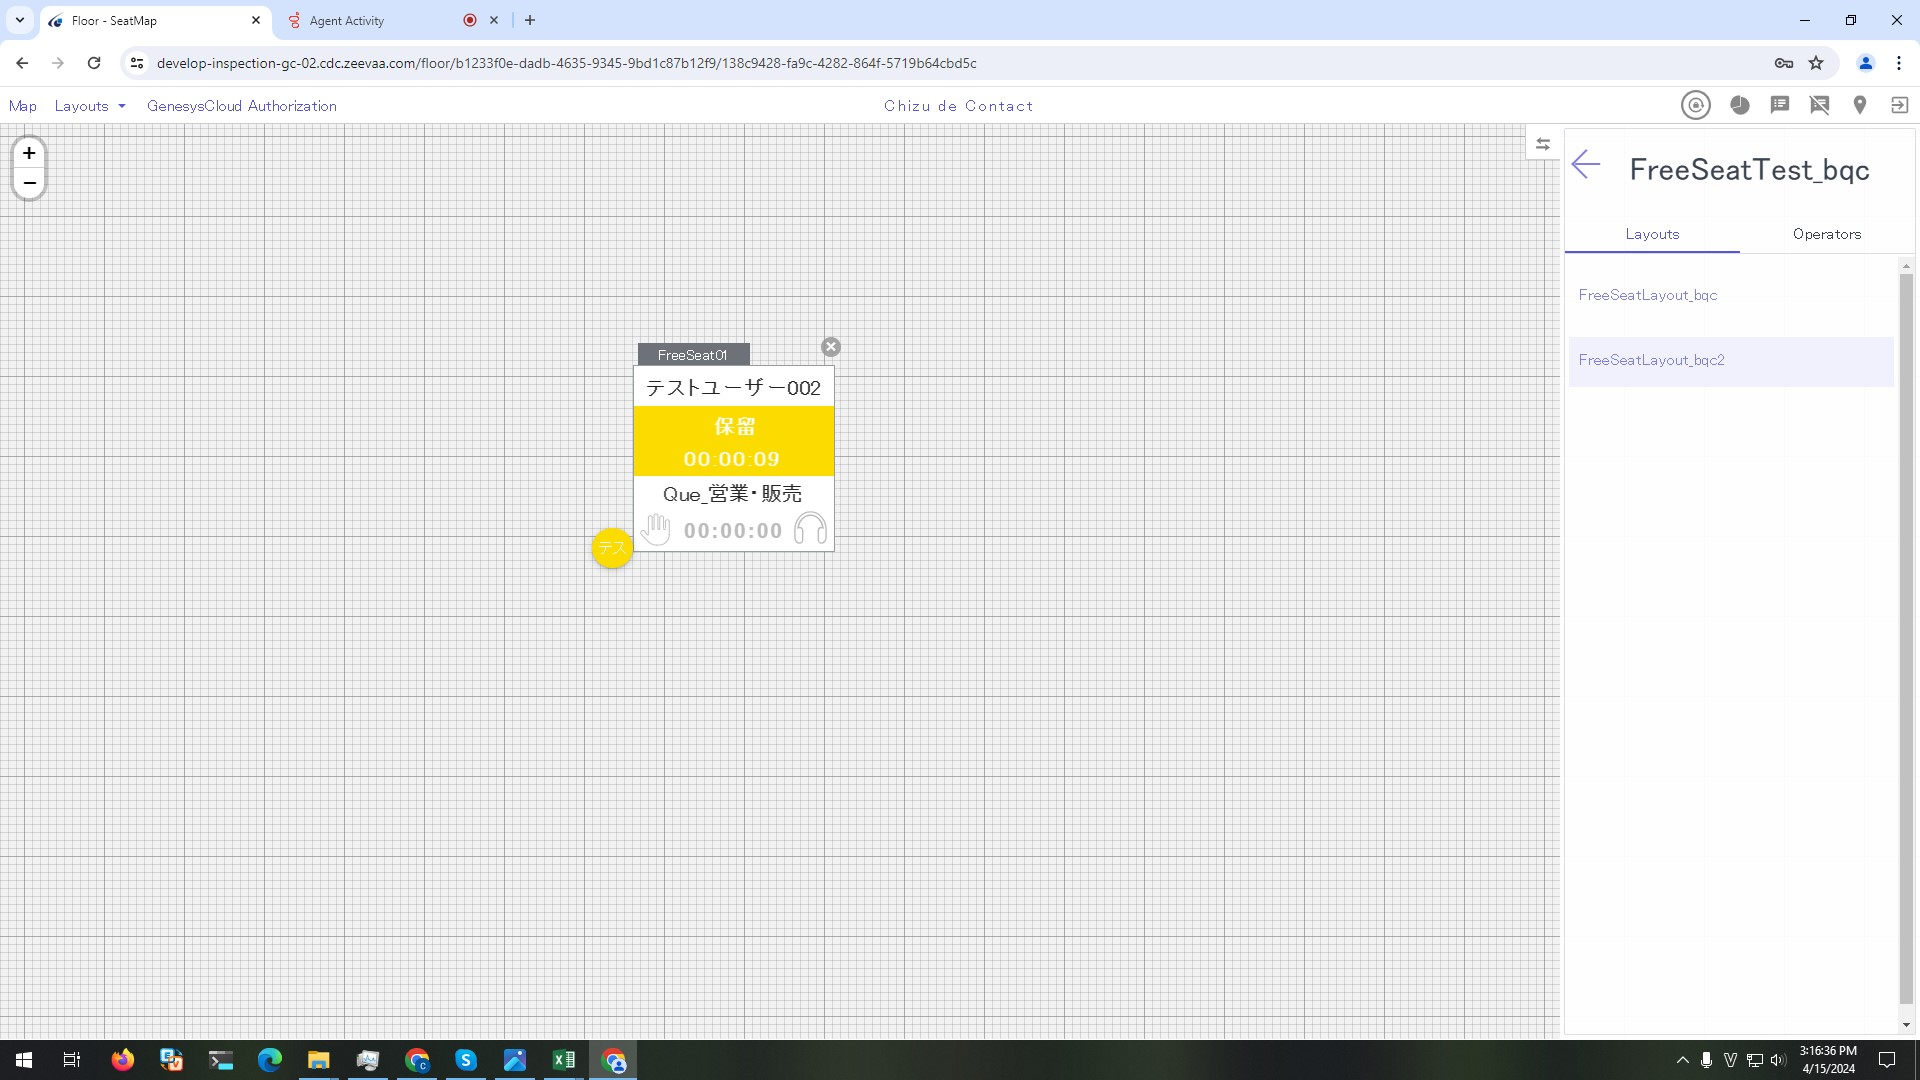 Floor - SeatMap
Agent Activity
develop-inspection-gc-02.cdc.zeevaa.com/floor/b1233f0e-dadb-4635-9345-9bd1c87b12f9/138c9428-fa9c-4282-864f-5719b64cbd5c
Map Layouts GenesysCloud Authorization
Chizu de Contact
FreeSeatTest_bqc
Layouts Operators
FreeSeatLayout_bqc
FreeSeatLayout_bqc2
FreeSeat01
テストユーザー002
保留
00:00:09
Que_営業・販売
00:00:00
テス
3:16:36 PM
4/15/2024